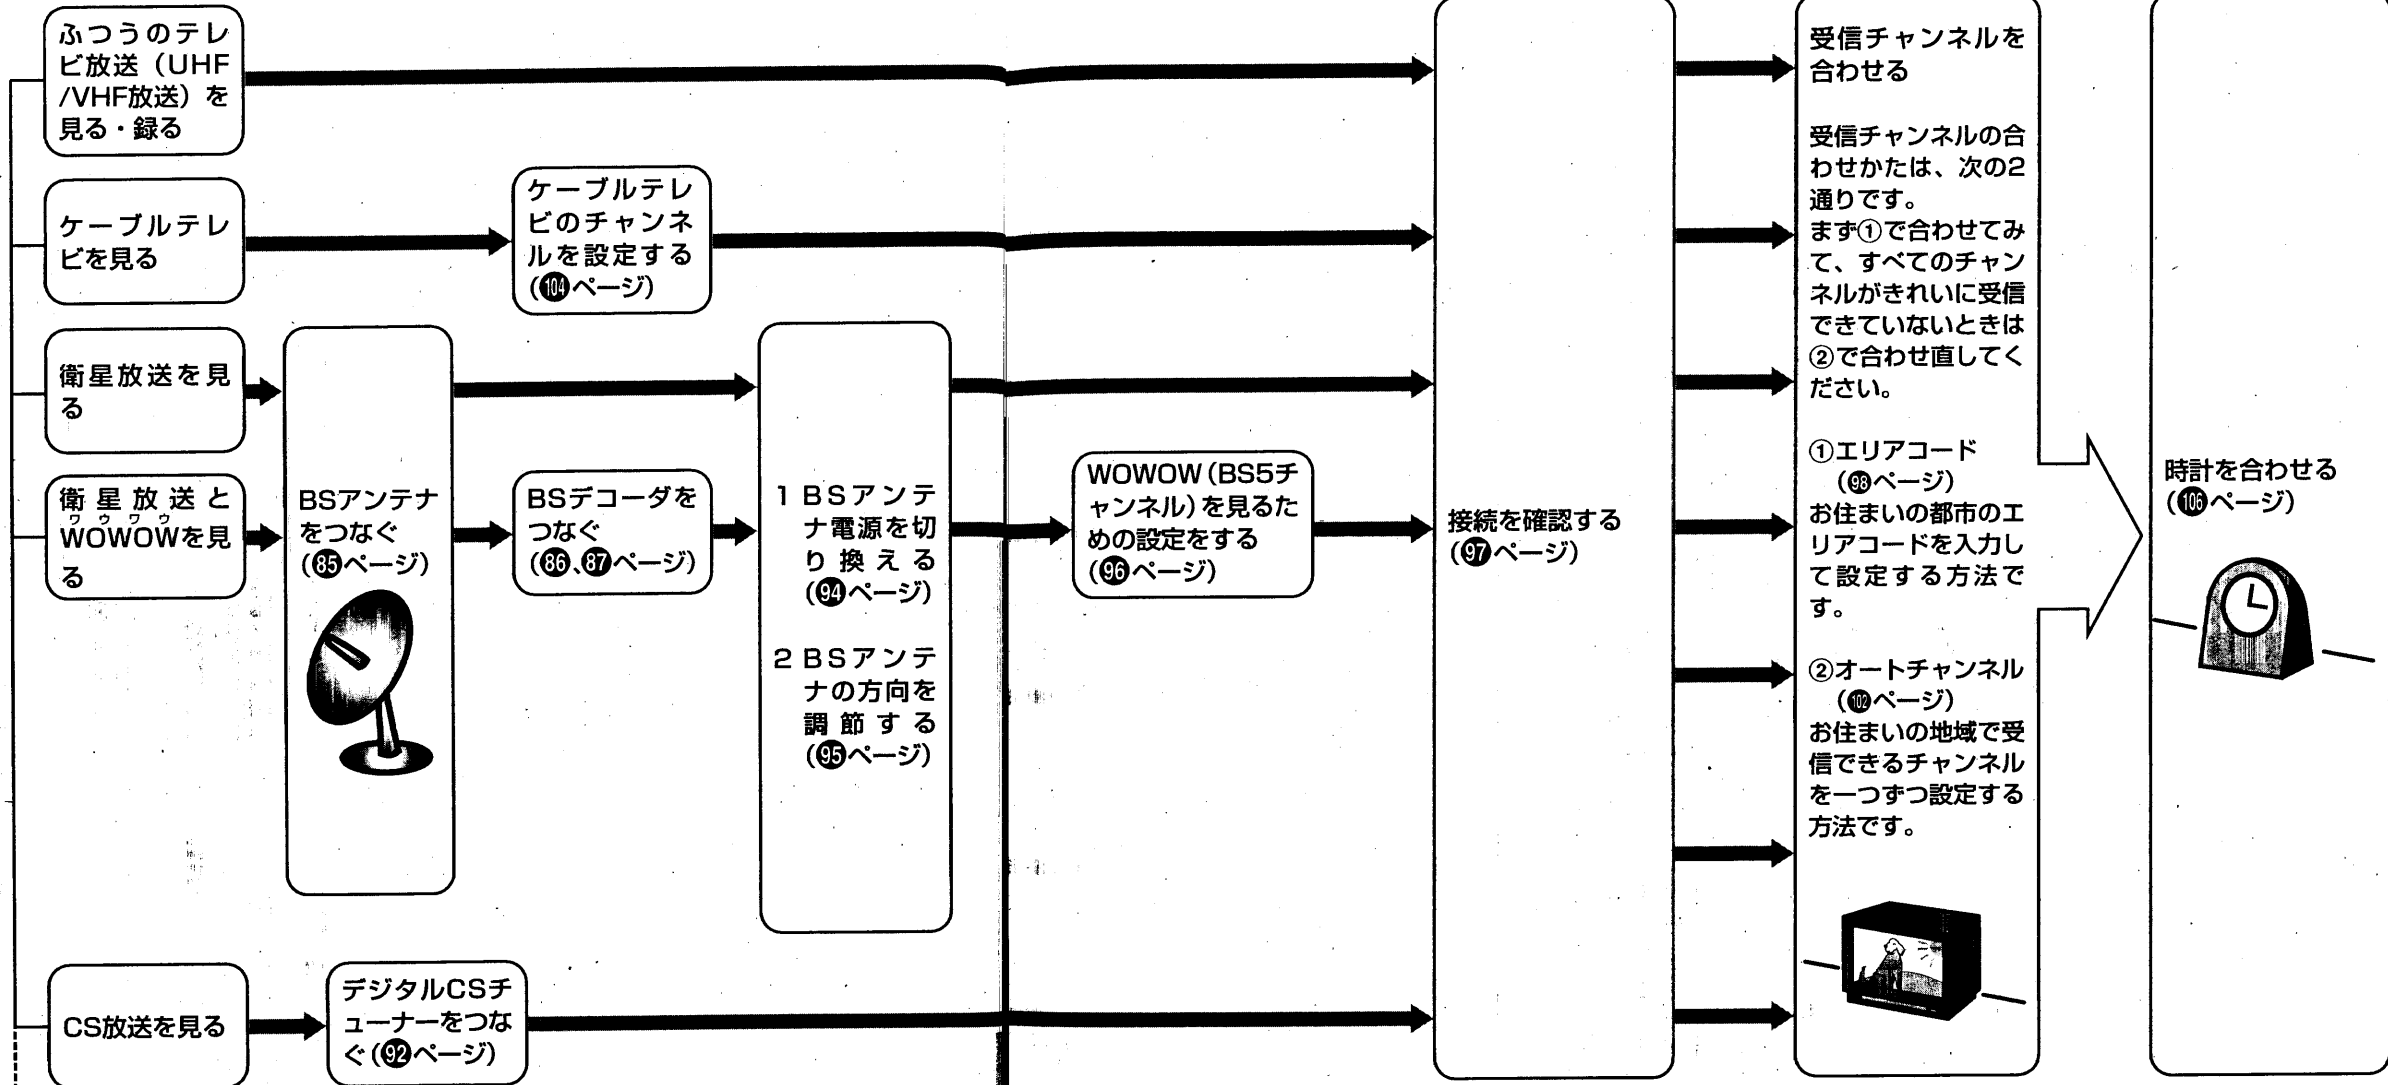 ふつうのテレ
ビ放送（UHF
/VHF放送）を
見る・録る
ケーブルテレ
ビを見る
ケーブルテレ
ビのチャンネ
ルを設定する
（104ページ）
衛星放送を見
る
衛星放送と
ワウワウ
WOWOWを見
る
BSアンテナ
をつなぐ
（85ページ）
BSデコーダを
つなぐ
（86、87ページ）
1 BSアンテ
ナ電源を切
り換える
（94ページ）
2 BSアンテ
ナの方向を
調節する
（95ページ）
WOWOW（BS5チ
ャンネル）を見るた
めの設定をする
（96ページ）
CS放送を見る
デジタルCSチ
ューナーをつな
ぐ（92ページ）
接続を確認する
（97ページ）
受信チャンネルを
合わせる
受信チャンネルの合
わせかたは、次の2
通りです。
まず①で合わせてみ
て、すべてのチャン
ネルがきれいに受信
できていないときは
②で合わせ直してく
ださい。
①エリアコード
（98ページ）
お住まいの都市のエ
リアコードを入力し
て設定する方法で
す。
②オートチャンネル
（102ページ）
お住まいの地域で受
信できるチャンネル
を一つずつ設定する
方法です。
時計を合わせる
（106ページ）